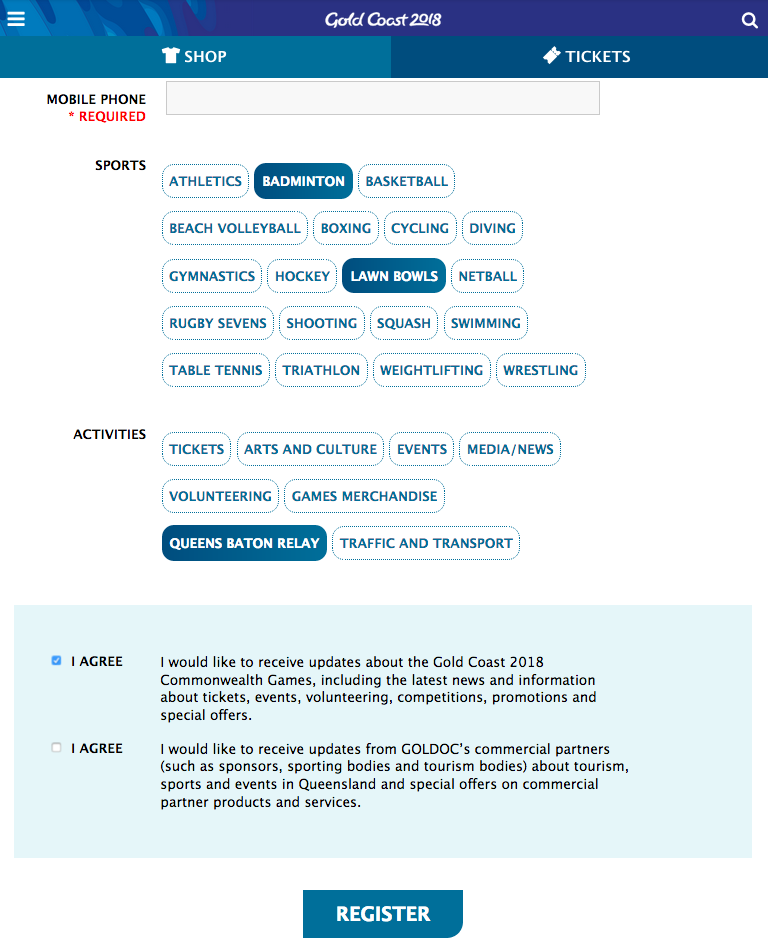 Gold Coast 2018
SHOP TICKETS
MOBILE PHONE
* REQUIRED
SPORTS
ATHLETICS BADMINTON BASKETBALL
BEACH VOLLEYBALL BOXING CYCLING DIVING
GYMNASTICS HOCKEY LAWN BOWLS NETBALL
RUGBY SEVENS SHOOTING SQUASH SWIMMING
TABLE TENNIS TRIATHLON WEIGHTLIFTING WRESTLING
ACTIVITIES
TICKETS ARTS AND CULTURE EVENTS MEDIA/NEWS
VOLUNTEERING GAMES MERCHANDISE
QUEENS BATON RELAY TRAFFIC AND TRANSPORT
I AGREE I would like to receive updates about the Gold Coast 2018
Commonwealth Games, including the latest news and information
about tickets, events, volunteering, competitions, promotions and
special offers.
I AGREE I would like to receive updates from GOLDOC's commercial partners
(such as sponsors, sporting bodies and tourism bodies) about tourism,
sports and events in Queensland and special offers on commercial
partner products and services.
REGISTER